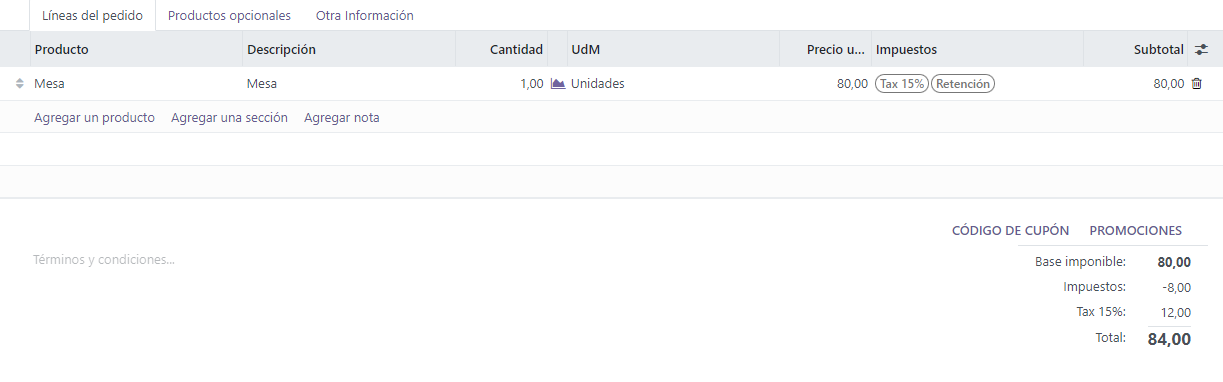 Líneas del pedido Productos opcionales Otra Información
Producto Descripción Cantidad UdM Precio u... Impuestos Subtotal
Mesa Mesa 1,00 Unidades 80,00 Tax 15% Retención 80,00
Agregar un producto Agregar una sección Agregar nota
CÓDIGO DE CUPÓN PROMOCIONES
Términos y condiciones...
Base imponible: 80,00
Impuestos: -8,00
Tax 15%: 12,00
Total: 84,00